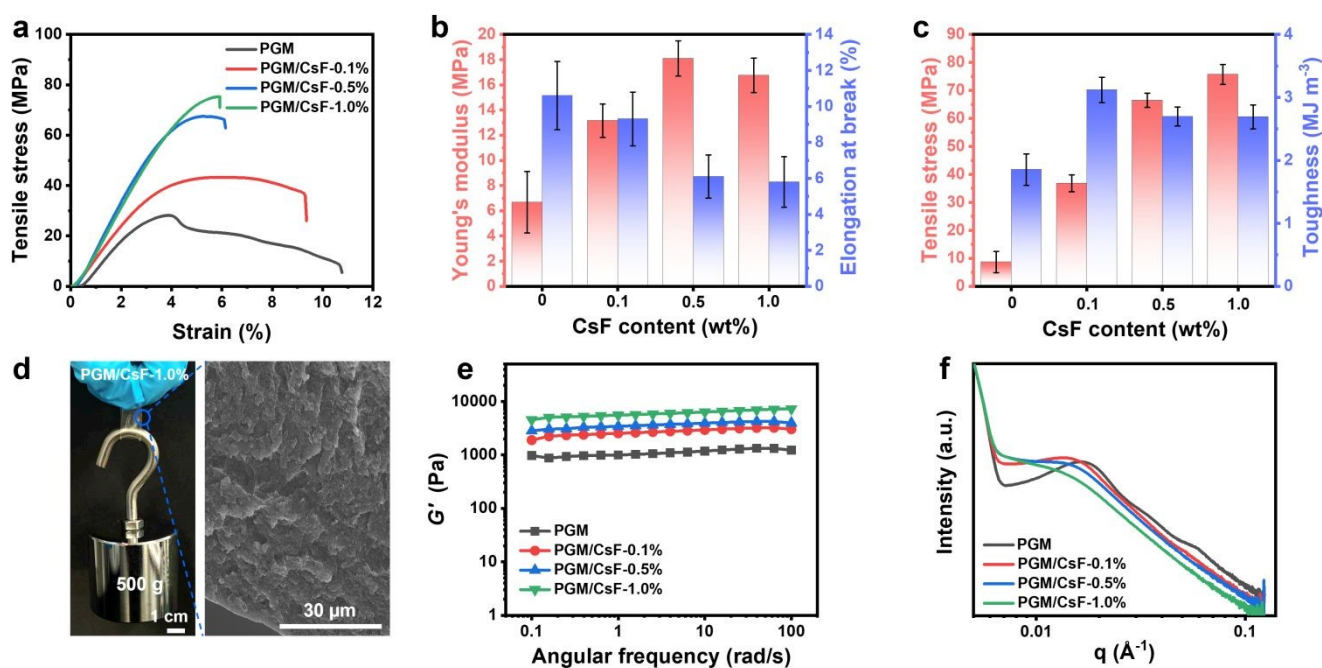 a
PGM
PGM/CsF-0.1%
PGM/CsF-0.5%
PGM/CsF-1.0%
Tensile stress (MPa)
100
80
60
40
20
0
0 2 4 6 8 10 12
Strain (%)
b
Young's modulus (MPa)
20
18
16
14
12
10
8
6
4
2
0
0 0.1 0.5 1.0
CsF content (wt%)
14
12
10
8
6
4
2
0
Elongation at break (%)
c
Tensile stress (MPa)
90
80
70
60
50
40
30
20
10
0
0 0.1 0.5 1.0
CsF content (wt%)
4
3
2
1
0
Toughness (MJ m⁻³)
d
PGM/CsF-1.0%
500 g
1 cm
30 µm
e
G' (Pa)
10000
1000
100
10
1
PGM
PGM/CsF-0.1%
PGM/CsF-0.5%
PGM/CsF-1.0%
0.1 1 10 100
Angular frequency (rad/s)
f
Intensity (a.u.)
PGM
PGM/CsF-0.1%
PGM/CsF-0.5%
PGM/CsF-1.0%
0.01 0.1
q (Å⁻¹)